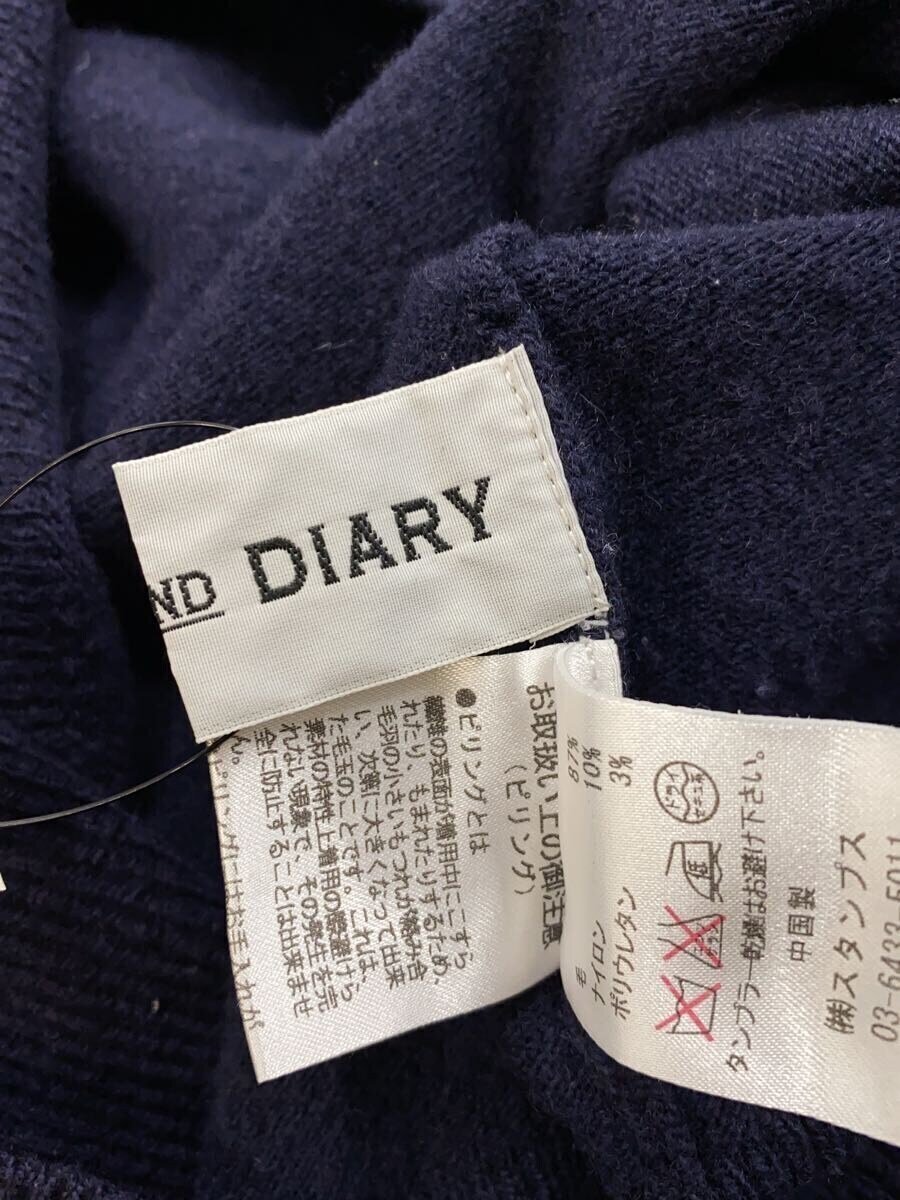 ND DIARY
お取扱い上の御注意
(ピリング)
●ピリングとは
繊維の表面が着用中にこすら
れたり、もまれたりするため、
毛羽の小さいもつれが絡み合
い、次第に大きくなって出来
た毛玉のことです。これは、
素材の特性上着用の際避けら
れない現象で、その発生を完
全に防止することは出来ませ
ん。
毛 87%
ナイロン 10%
ポリウレタン 3%
ドライ
タンブラー乾燥はお避け下さい。
中国製
㈱スタンプス
03-6433-5011